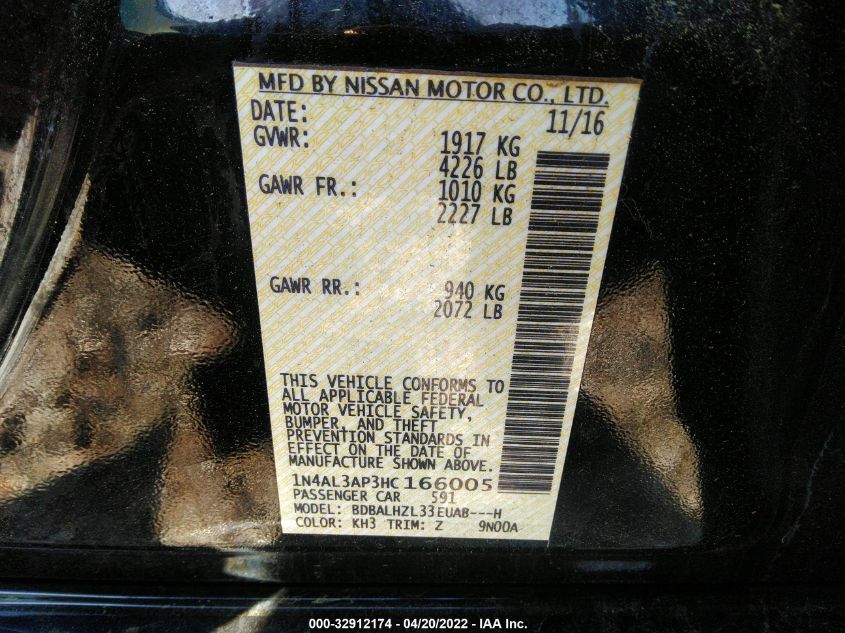 MFD BY NISSAN MOTOR CO., LTD.
DATE: 11/16
GVWR: 1917 KG
4226 LB
GAWR FR.: 1010 KG
2227 LB
GAWR RR.: 940 KG
2072 LB
THIS VEHICLE CONFORMS TO
ALL APPLICABLE FEDERAL
MOTOR VEHICLE SAFETY,
BUMPER, AND THEFT
PREVENTION STANDARDS IN
EFFECT ON THE DATE OF
MANUFACTURE SHOWN ABOVE.
1N4AL3AP3HC166005
PASSENGER CAR 591
MODEL: BDBALHZL33EUAB---H
COLOR: KH3 TRIM: Z 9N00A
000-32912174 - 04/20/2022 - IAA Inc.